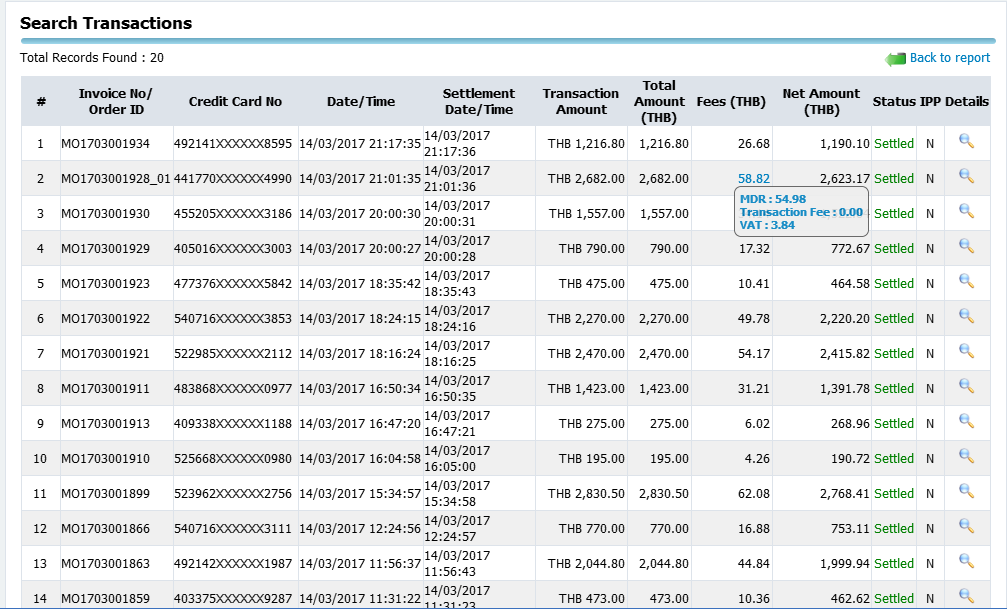 Search Transactions
Total Records Found : 20
Back to report
# Invoice No/ Order ID Credit Card No Date/Time Settlement Date/Time Transaction Amount Total Amount (THB) Fees (THB) Net Amount (THB) Status IPP Details
1 MO1703001934 492141XXXXXX8595 14/03/2017 21:17:35 14/03/2017 21:17:36 THB 1,216.80 1,216.80 26.68 1,190.10 Settled N
2 MO1703001928_01 441770XXXXXX4990 14/03/2017 21:01:35 14/03/2017 21:01:36 THB 2,682.00 2,682.00 58.82 2,623.17 Settled N
MDR : 54.98
Transaction Fee : 0.00
VAT : 3.84
3 MO1703001930 455205XXXXXX3186 14/03/2017 20:00:30 14/03/2017 20:00:31 THB 1,557.00 1,557.00 Settled N
4 MO1703001929 405016XXXXXX3003 14/03/2017 20:00:27 14/03/2017 20:00:28 THB 790.00 790.00 17.32 772.67 Settled N
5 MO1703001923 477376XXXXXX5842 14/03/2017 18:35:42 14/03/2017 18:35:43 THB 475.00 475.00 10.41 464.58 Settled N
6 MO1703001922 540716XXXXXX3853 14/03/2017 18:24:15 14/03/2017 18:24:16 THB 2,270.00 2,270.00 49.78 2,220.20 Settled N
7 MO1703001921 522985XXXXXX2112 14/03/2017 18:16:24 14/03/2017 18:16:25 THB 2,470.00 2,470.00 54.17 2,415.82 Settled N
8 MO1703001911 483868XXXXXX0977 14/03/2017 16:50:34 14/03/2017 16:50:35 THB 1,423.00 1,423.00 31.21 1,391.78 Settled N
9 MO1703001913 409338XXXXXX1188 14/03/2017 16:47:20 14/03/2017 16:47:21 THB 275.00 275.00 6.02 268.96 Settled N
10 MO1703001910 525668XXXXXX0980 14/03/2017 16:04:58 14/03/2017 16:05:00 THB 195.00 195.00 4.26 190.72 Settled N
11 MO1703001899 523962XXXXXX2756 14/03/2017 15:34:57 14/03/2017 15:34:58 THB 2,830.50 2,830.50 62.08 2,768.41 Settled N
12 MO1703001866 540716XXXXXX3111 14/03/2017 12:24:56 14/03/2017 12:24:57 THB 770.00 770.00 16.88 753.11 Settled N
13 MO1703001863 492142XXXXXX1987 14/03/2017 11:56:37 14/03/2017 11:56:43 THB 2,044.80 2,044.80 44.84 1,999.94 Settled N
14 MO1703001859 403375XXXXXX9287 14/03/2017 11:31:22 14/03/2017 11:31:23 THB 473.00 473.00 10.36 462.62 Settled N